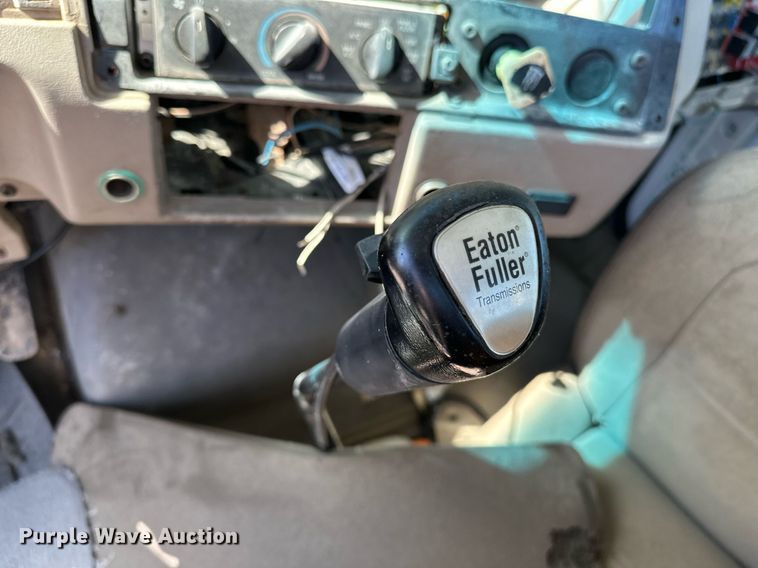 Eaton®
Fuller®
Transmissions
Purple Wave Auction